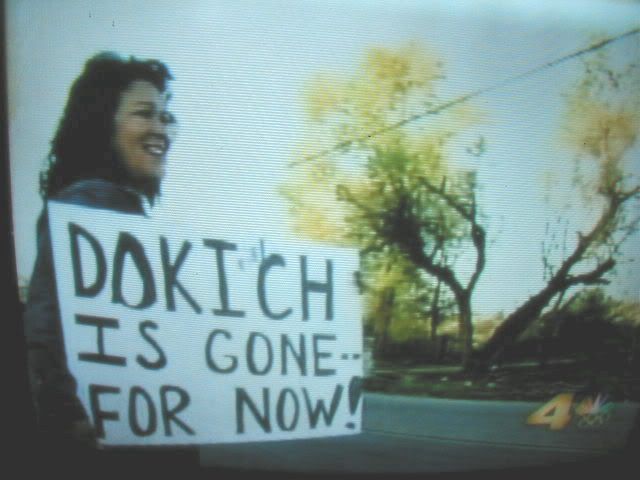 DOKICH
IS GONE--
FOR NOW!
4